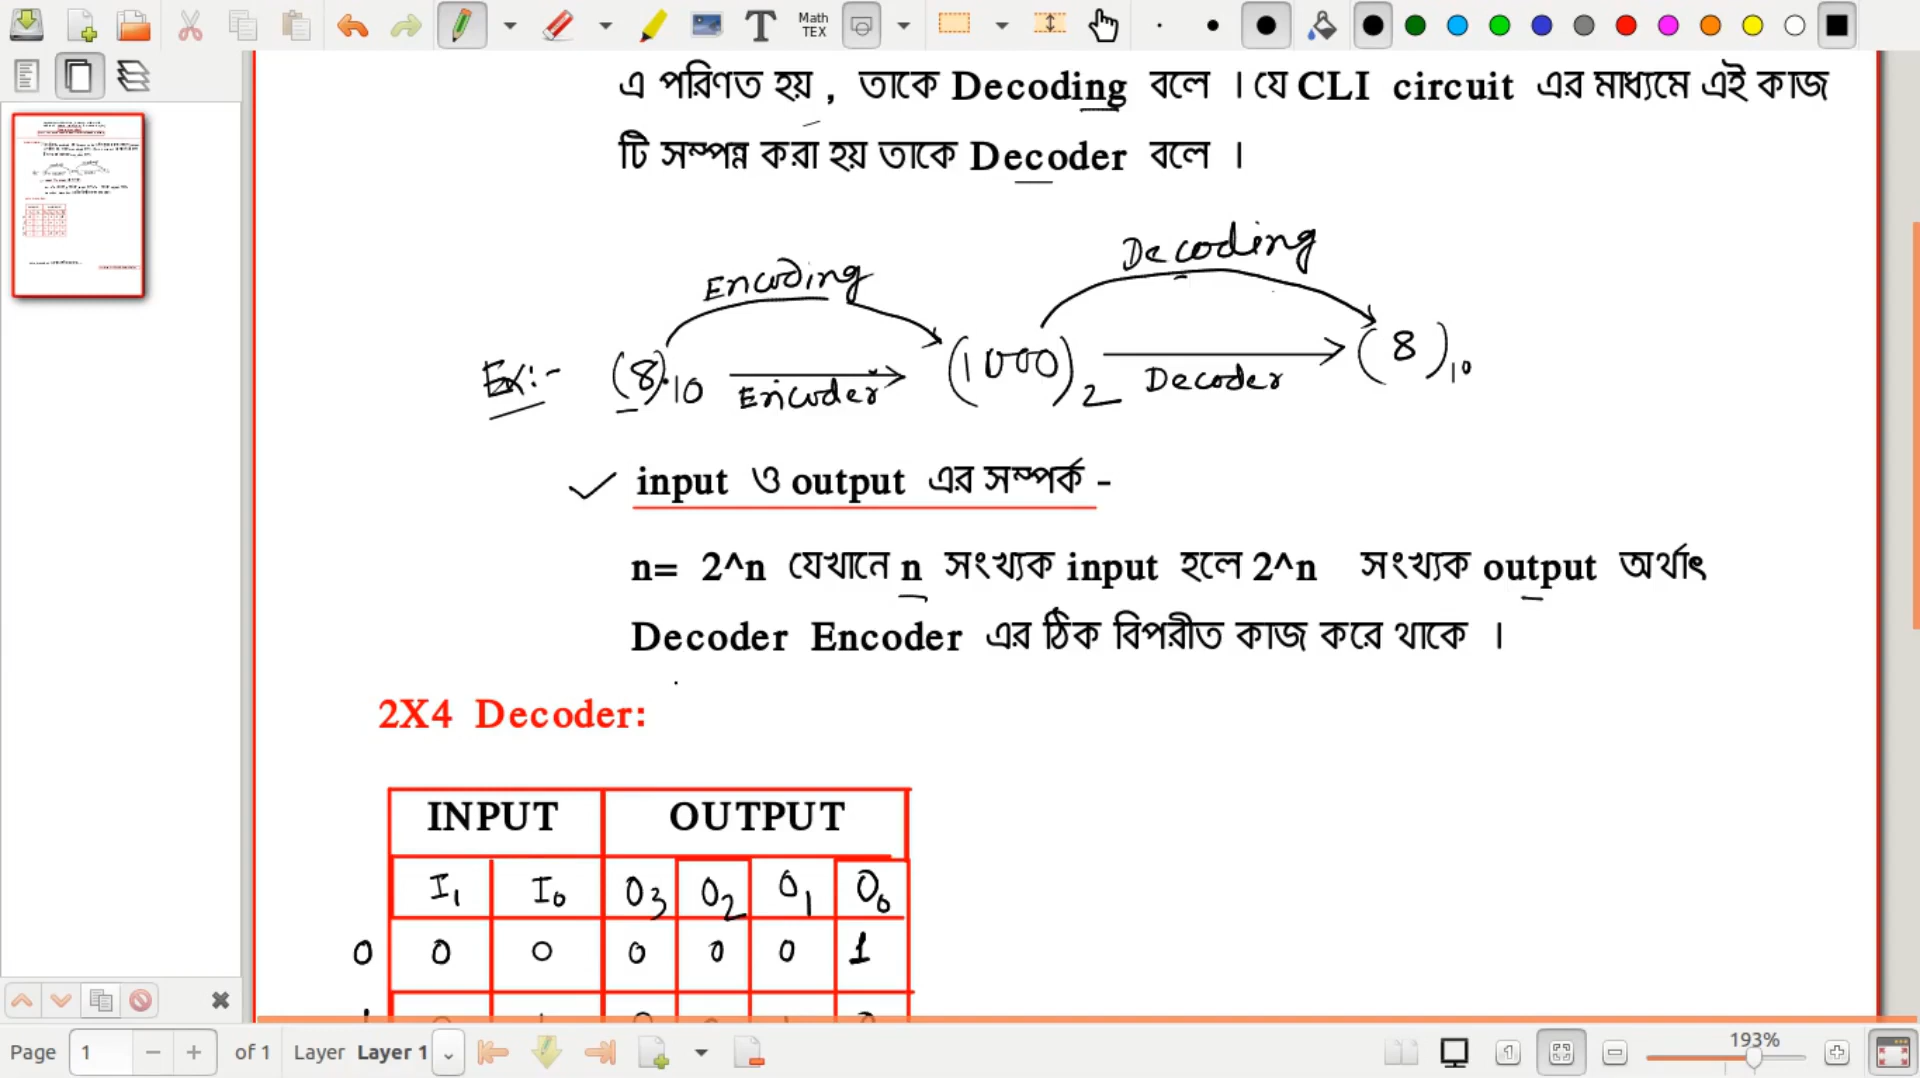 Math
TEX
এ পরিণত হয় , তাকে Decoding বলে । যে CLI circuit এর মাধ্যমে এই কাজ
টি সম্পন্ন করা হয় তাকে Decoder বলে ।
Encoding Decoding
Ex:- (8)10 Encoder (1000)2 Decoder (8)10
input ও output এর সম্পর্ক -
n= 2^n যেখানে n সংখ্যক input হলে 2^n সংখ্যক output অর্থাৎ
Decoder Encoder এর ঠিক বিপরীত কাজ করে থাকে ।
2X4 Decoder:
INPUT OUTPUT
I1 I0 O3 O2 O1 O0
0 0 0 0 0 0 1
Page 1 of 1 Layer Layer 1 193%